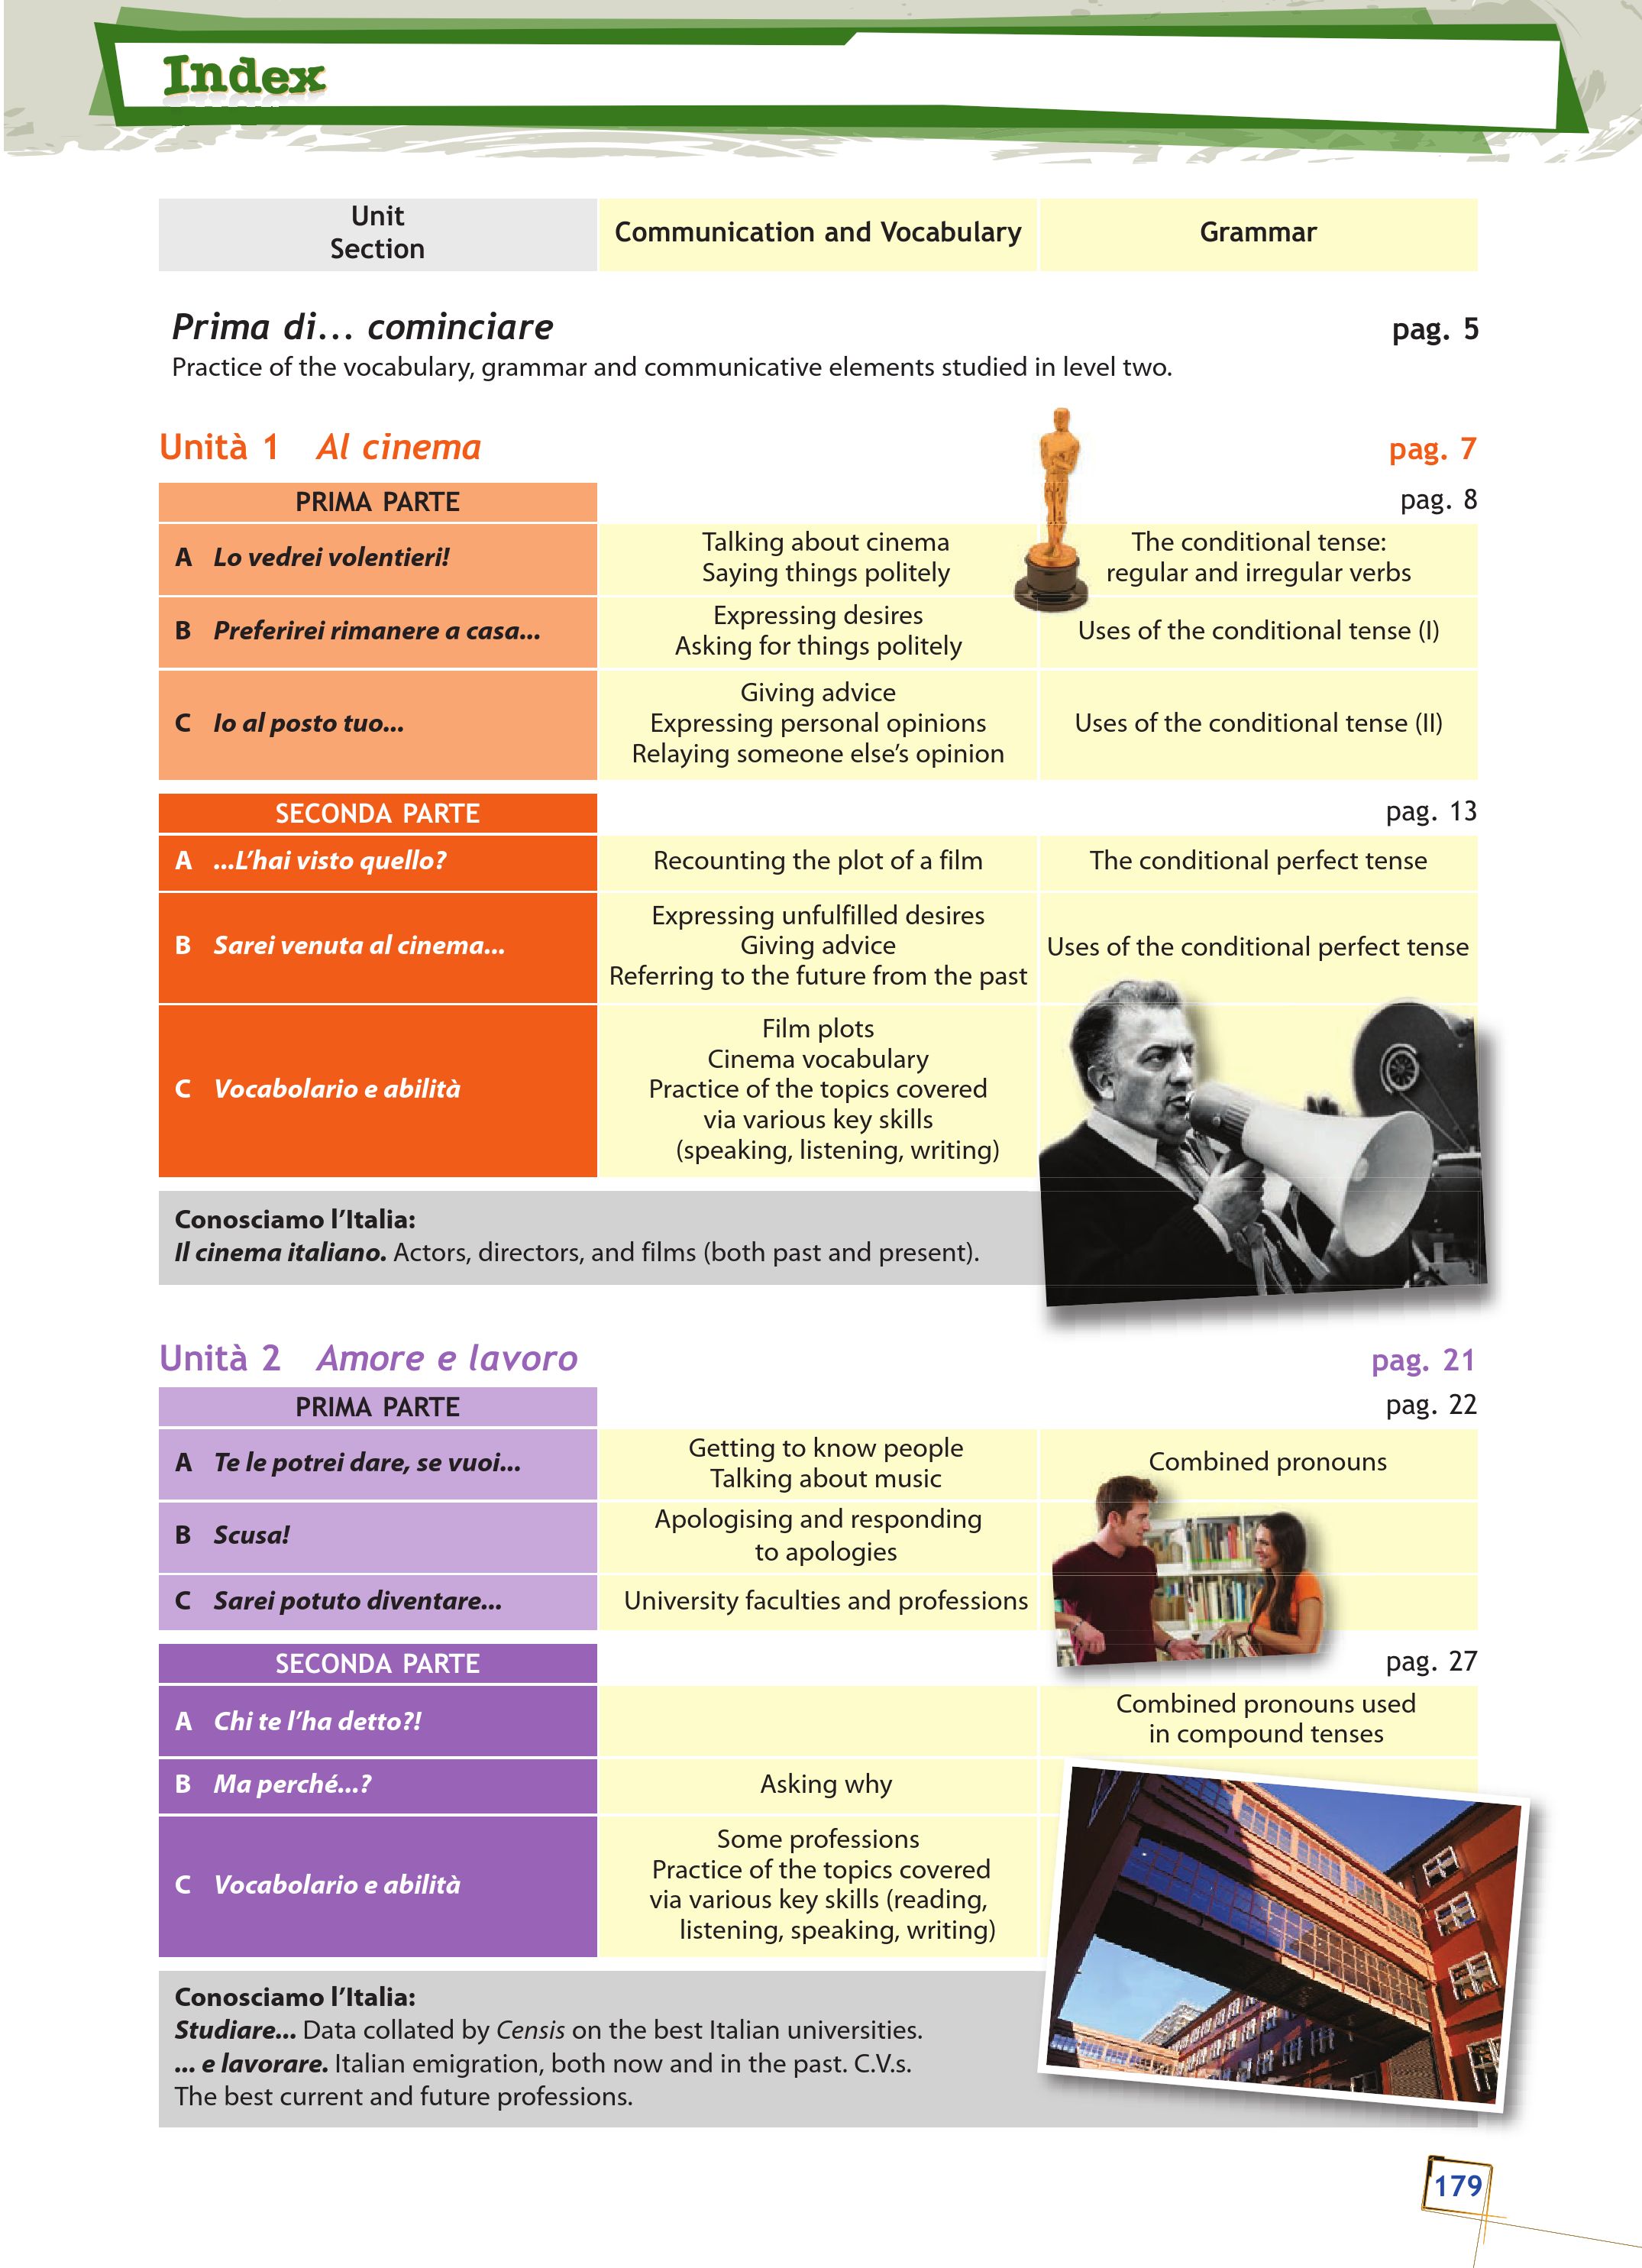 Index
Unit
Section
Communication and Vocabulary
Grammar
Prima di... cominciare
pag. 5
Practice of the vocabulary, grammar and communicative elements studied in level two.
Unità 1 Al cinema
pag. 7
PRIMA PARTE
pag. 8
A Lo vedrei volentieri!
Talking about cinema
Saying things politely
The conditional tense:
regular and irregular verbs
B Preferirei rimanere a casa...
Expressing desires
Asking for things politely
Uses of the conditional tense (I)
C Io al posto tuo...
Giving advice
Expressing personal opinions
Relaying someone else’s opinion
Uses of the conditional tense (II)
SECONDA PARTE
pag. 13
A ...L’hai visto quello?
Recounting the plot of a film
The conditional perfect tense
B Sarei venuta al cinema...
Expressing unfulfilled desires
Giving advice
Referring to the future from the past
Uses of the conditional perfect tense
C Vocabolario e abilità
Film plots
Cinema vocabulary
Practice of the topics covered
via various key skills
(speaking, listening, writing)
Conosciamo l’Italia:
Il cinema italiano. Actors, directors, and films (both past and present).
Unità 2 Amore e lavoro
pag. 21
PRIMA PARTE
pag. 22
A Te le potrei dare, se vuoi...
Getting to know people
Talking about music
Combined pronouns
B Scusa!
Apologising and responding
to apologies
C Sarei potuto diventare...
University faculties and professions
SECONDA PARTE
pag. 27
A Chi te l’ha detto?!
Combined pronouns used
in compound tenses
B Ma perché...?
Asking why
C Vocabolario e abilità
Some professions
Practice of the topics covered
via various key skills (reading,
listening, speaking, writing)
Conosciamo l’Italia:
Studiare... Data collated by Censis on the best Italian universities.
... e lavorare. Italian emigration, both now and in the past. C.V.s.
The best current and future professions.
179